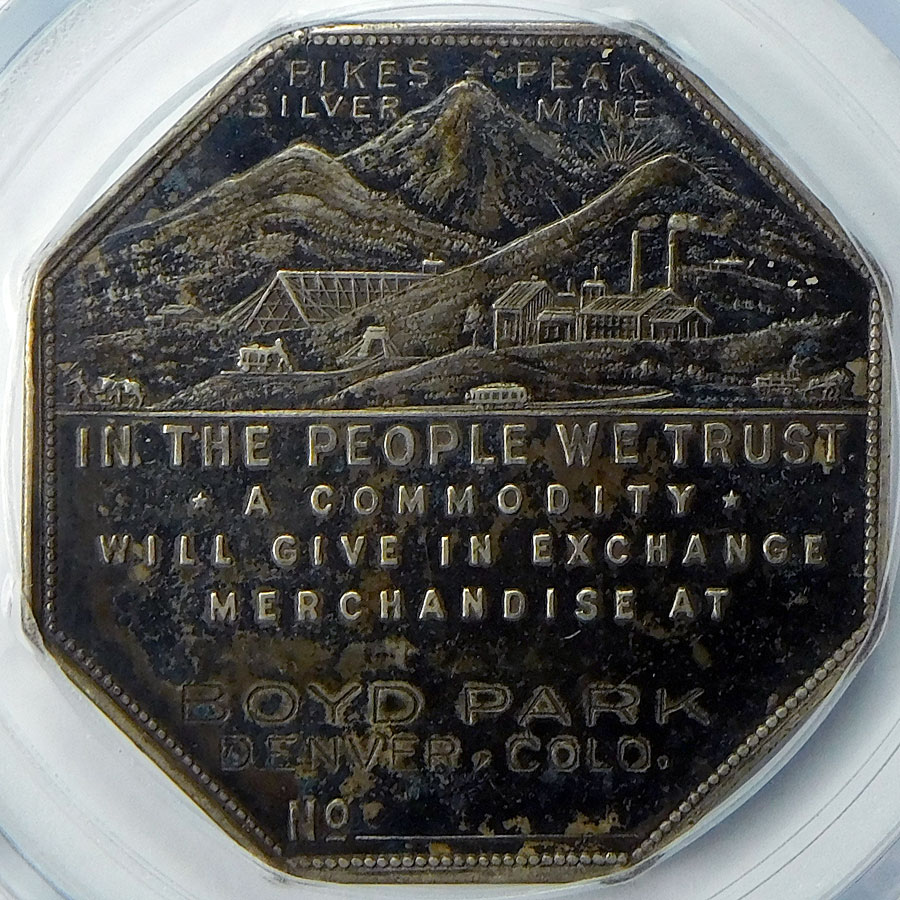 PIKES PEAK
SILVER MINE
IN THE PEOPLE WE TRUST
★ A COMMODITY ★
WILL GIVE IN EXCHANGE
MERCHANDISE AT
BOYD PARK
DENVER, COLO.
No